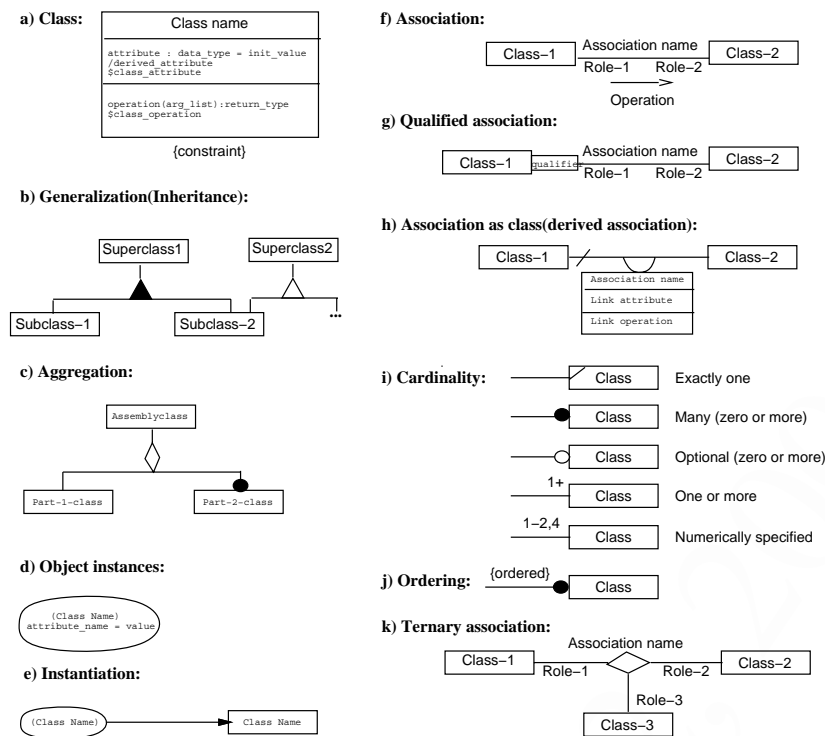 a) Class:
Class name
attribute : data_type = init_value
/derived_attribute
$class_attribute
operation(arg_list):return_type
$class_operation
{constraint}
b) Generalization(Inheritance):
Superclass1
Superclass2
Subclass−1
Subclass−2
...
c) Aggregation:
Assemblyclass
Part-1-class
Part-2-class
d) Object instances:
(Class Name)
attribute_name = value
e) Instantiation:
(Class Name)
Class Name
f) Association:
Class−1
Association name
Class−2
Role−1
Role−2
Operation
g) Qualified association:
Class−1
qualifier
Association name
Class−2
Role−1
Role−2
h) Association as class(derived association):
Class−1
Class−2
Association name
Link attribute
Link operation
i) Cardinality:
Class
Exactly one
Class
Many (zero or more)
Class
Optional (zero or more)
1+
Class
One or more
1−2,4
Class
Numerically specified
j) Ordering:
{ordered}
Class
k) Ternary association:
Association name
Class−1
Class−2
Role−1
Role−2
Role−3
Class−3